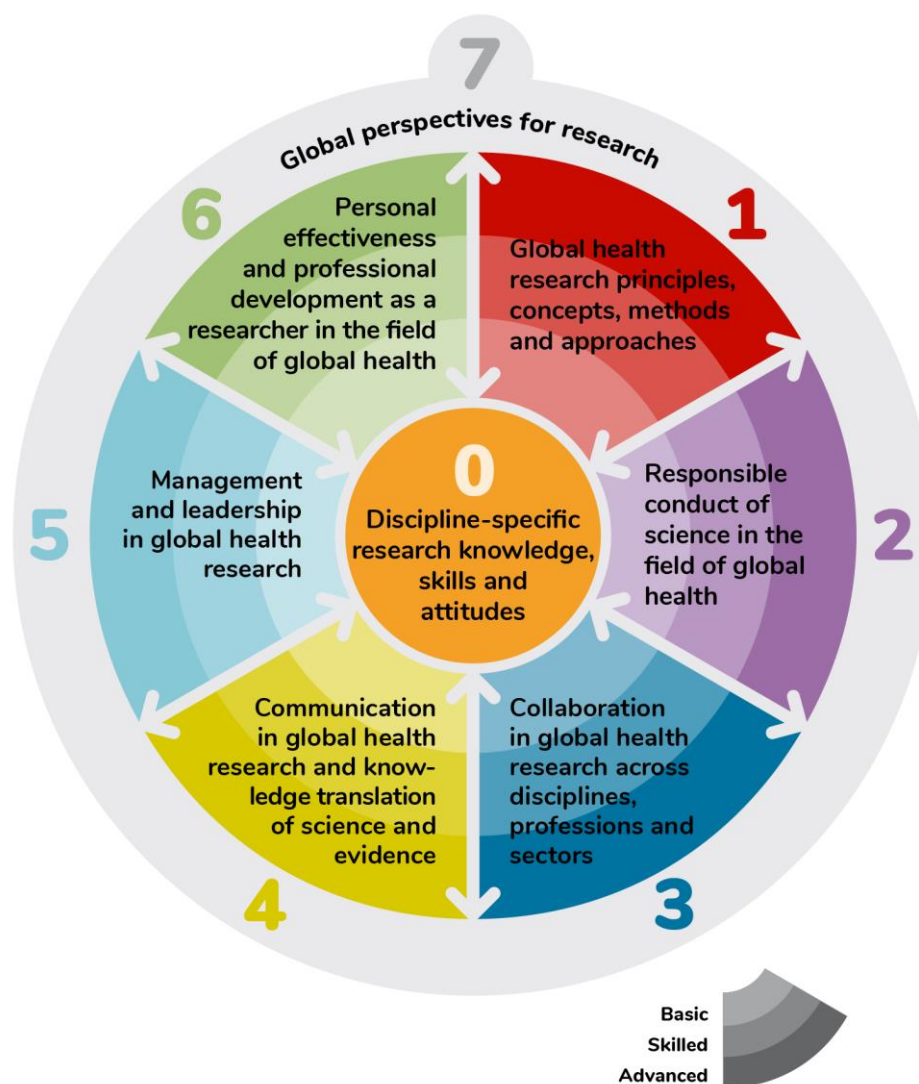 7
Global perspectives for research
6
Personal
effectiveness
and professional
development as a
researcher in the field
of global health
1
Global health
research principles,
concepts, methods
and approaches
0
Discipline-specific
research knowledge,
skills and
attitudes
5
Management
and leadership
in global health
research
2
Responsible
conduct of
science in the
field of global
health
4
Communication
in global health
research and know-
ledge translation
of science and
evidence
3
Collaboration
in global health
research across
disciplines,
professions and
sectors
Basic
Skilled
Advanced